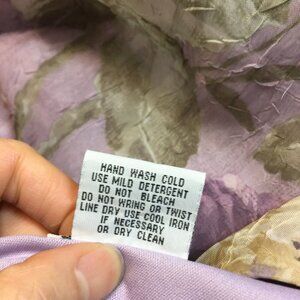 HAND WASH COLD
USE MILD DETERGENT
DO NOT BLEACH
DO NOT WRING OR TWIST
LINE DRY USE COOL IRON
IF NECESSARY
OR DRY CLEAN